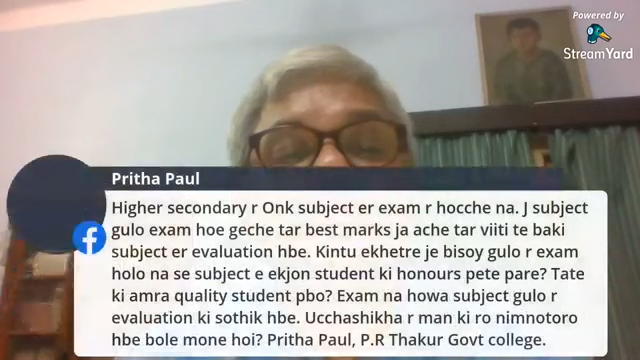 Powered by
StreamYard
Pritha Paul
Higher secondary r Onk subject er exam r hocche na. J subject
gulo exam hoe geche tar best marks ja ache tar viiti te baki
subject er evaluation hbe. Kintu ekhetre je bisoy gulo r exam
holo na se subject e ekjon student ki honours pete pare? Tate
ki amra quality student pbo? Exam na howa subject gulo r
evaluation ki sothik hbe. Ucchashikha r man ki ro nimnotoro
hbe bole mone hoi? Pritha Paul, P.R Thakur Govt college.